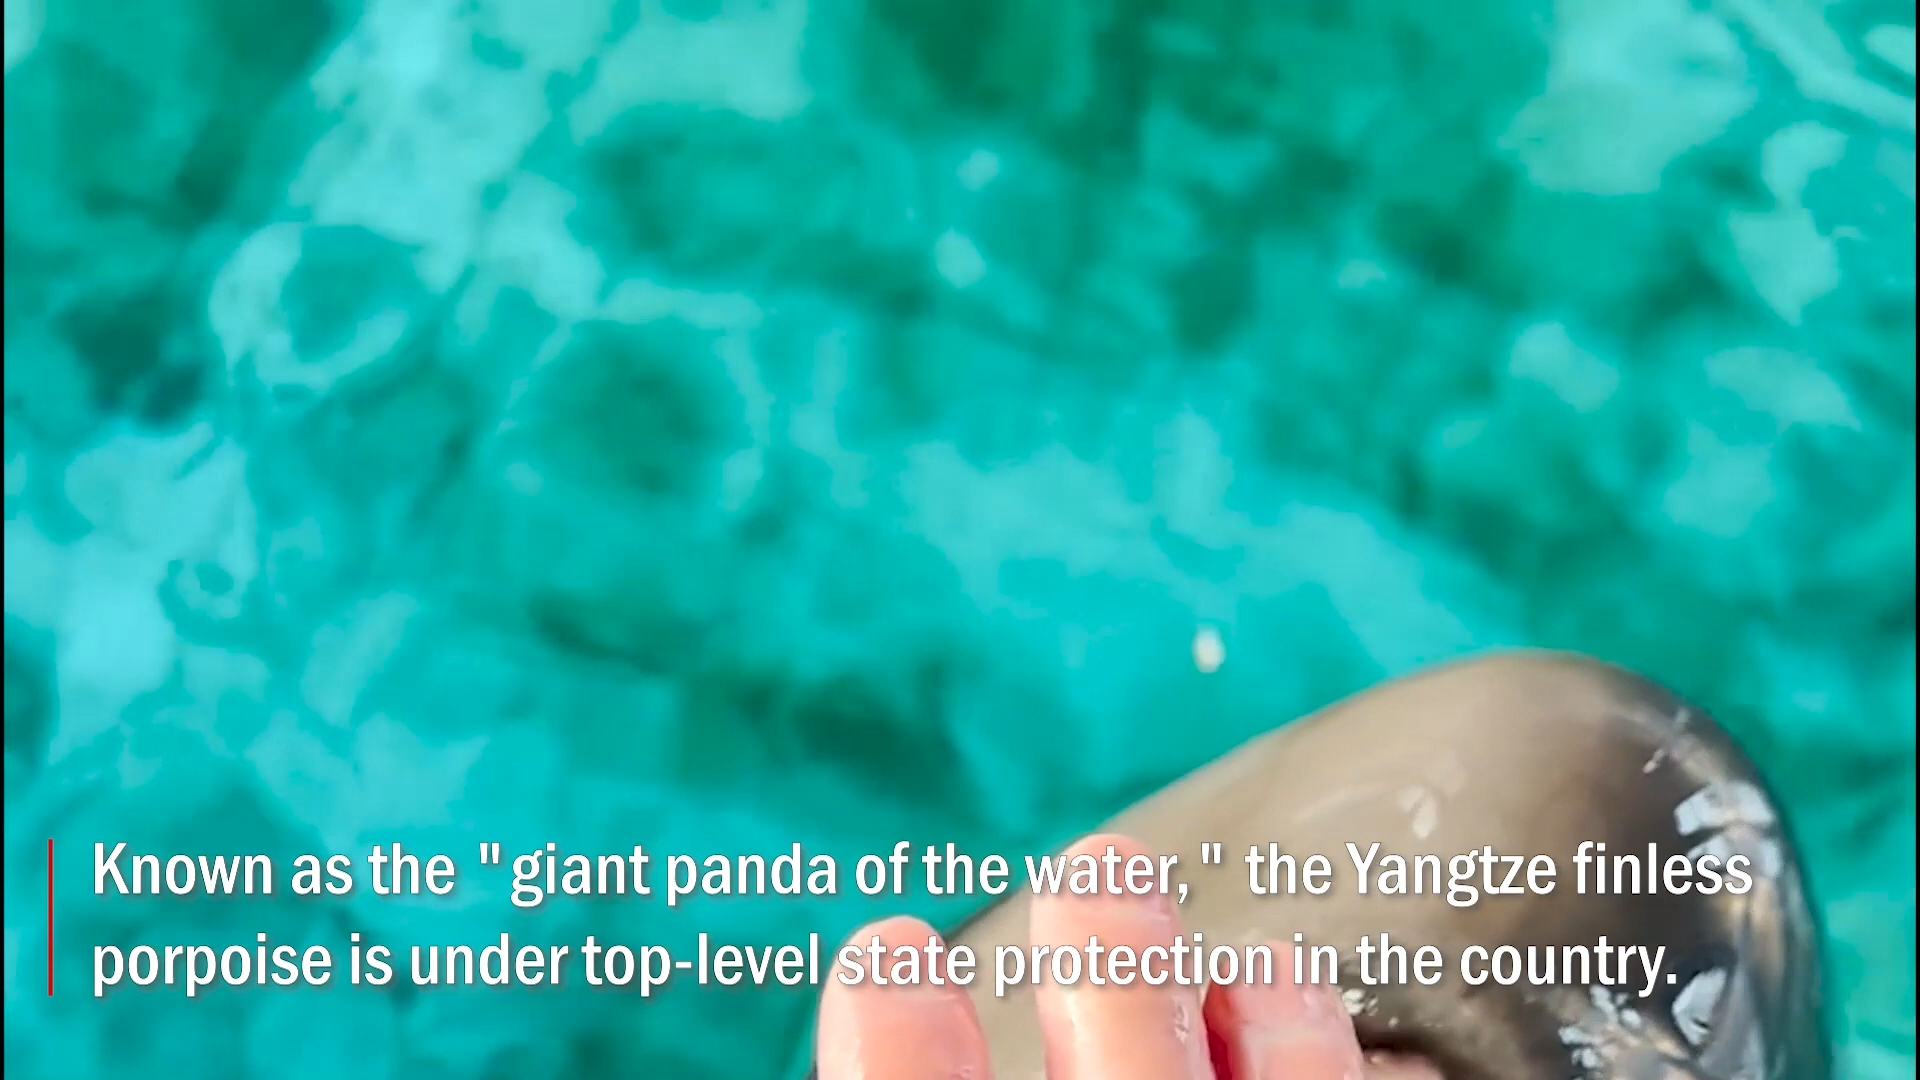 Known as the "giant panda of the water," the Yangtze finless
porpoise is under top-level state protection in the country.